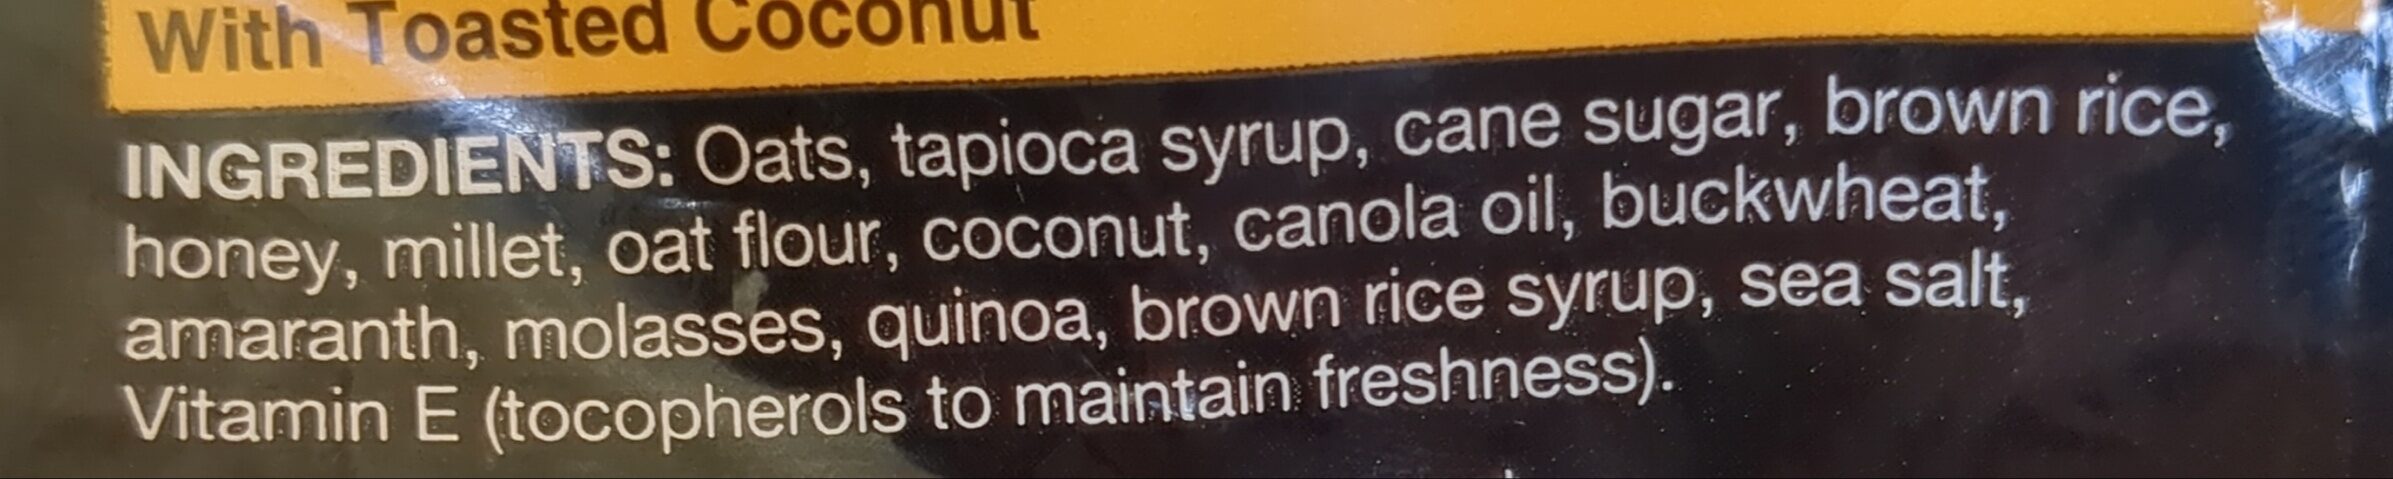 With Toasted Coconut
INGREDIENTS: Oats, tapioca syrup, cane sugar, brown rice,
honey, millet, oat flour, coconut, canola oil, buckwheat,
amaranth, molasses, quinoa, brown rice syrup, sea salt,
Vitamin E (tocopherols to maintain freshness).